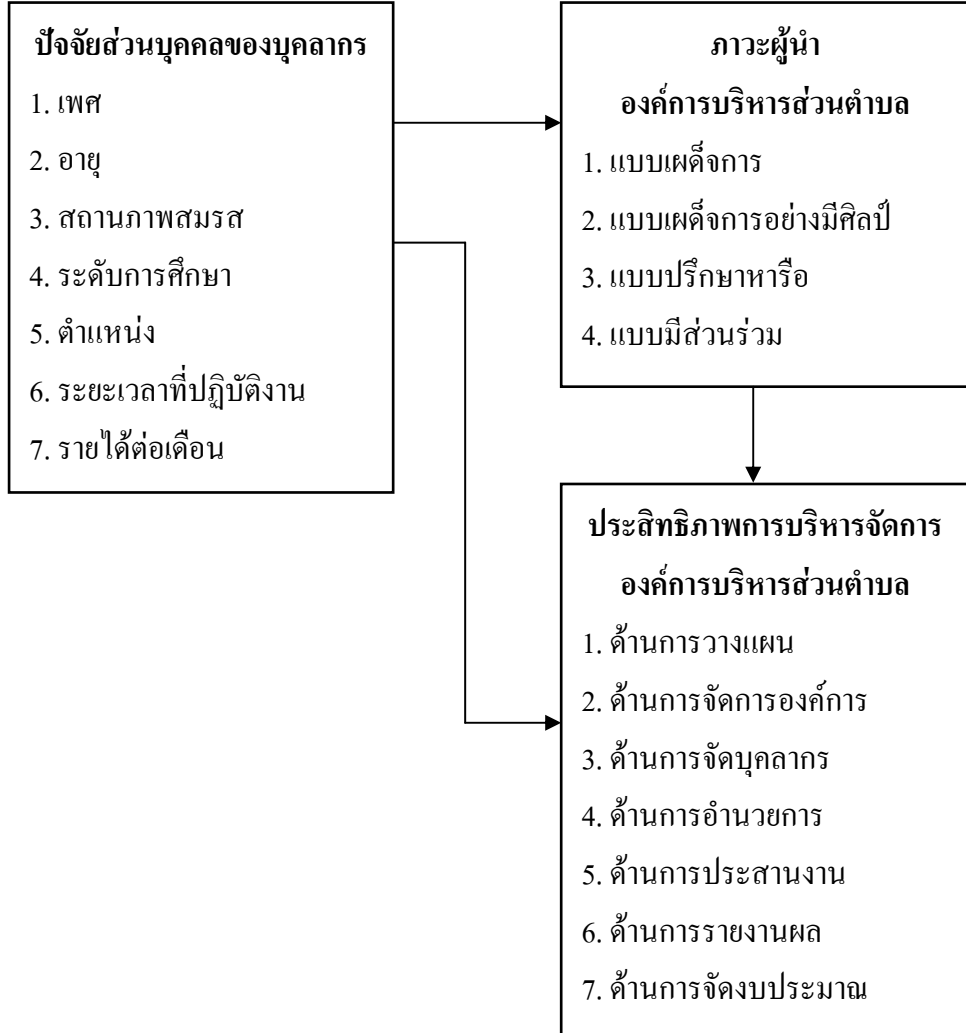 ปัจจัยส่วนบุคคลของบุคลากร
1. เพศ
2. อายุ
3. สถานภาพสมรส
4. ระดับการศึกษา
5. ตำแหน่ง
6. ระยะเวลาที่ปฏิบัติงาน
7. รายได้ต่อเดือน
ภาวะผู้นำ
องค์การบริหารส่วนตำบล
1. แบบเผด็จการ
2. แบบเผด็จการอย่างมีศิลป์
3. แบบปรึกษาหารือ
4. แบบมีส่วนร่วม
ประสิทธิภาพการบริหารจัดการ
องค์การบริหารส่วนตำบล
1. ด้านการวางแผน
2. ด้านการจัดการองค์การ
3. ด้านการจัดบุคลากร
4. ด้านการอำนวยการ
5. ด้านการประสานงาน
6. ด้านการรายงานผล
7. ด้านการจัดงบประมาณ